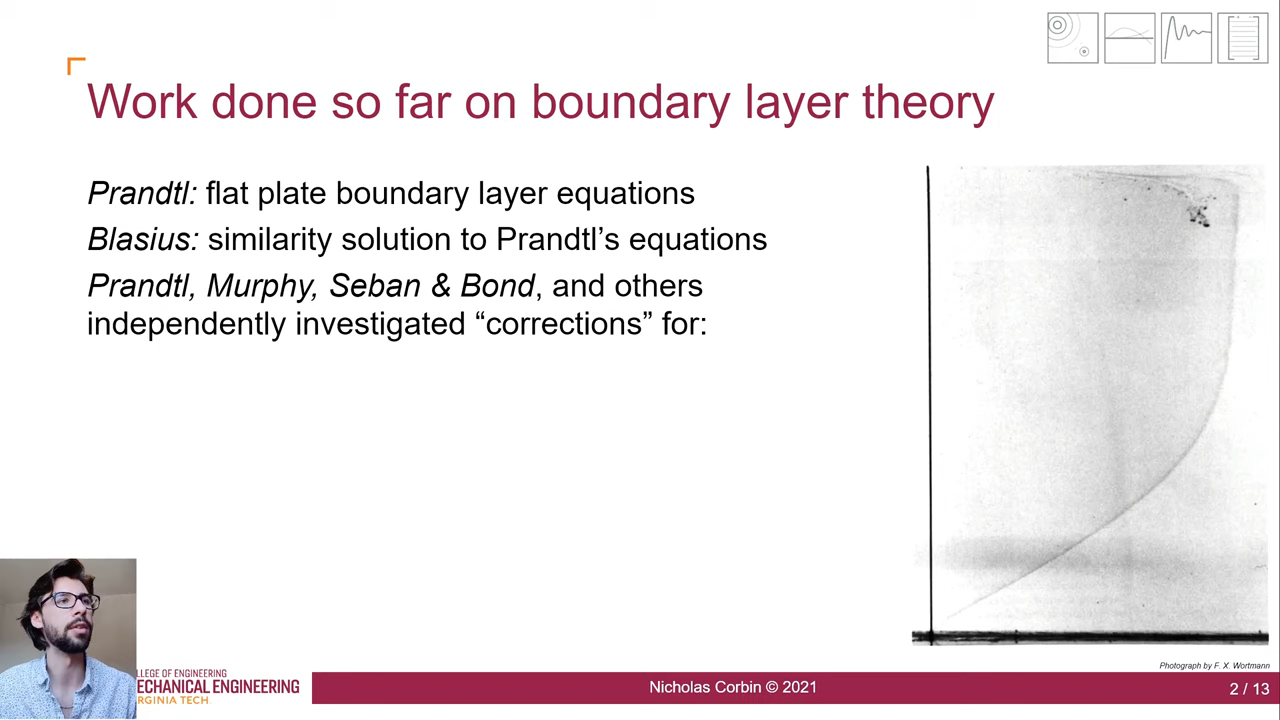 Work done so far on boundary layer theory
Prandtl: flat plate boundary layer equations
Blasius: similarity solution to Prandtl’s equations
Prandtl, Murphy, Seban & Bond, and others
independently investigated “corrections” for:
Photograph by F. X. Wortmann
LLEGE OF ENGINEERING
ECHANICAL ENGINEERING
RGINIA TECH
Nicholas Corbin © 2021
2 / 13